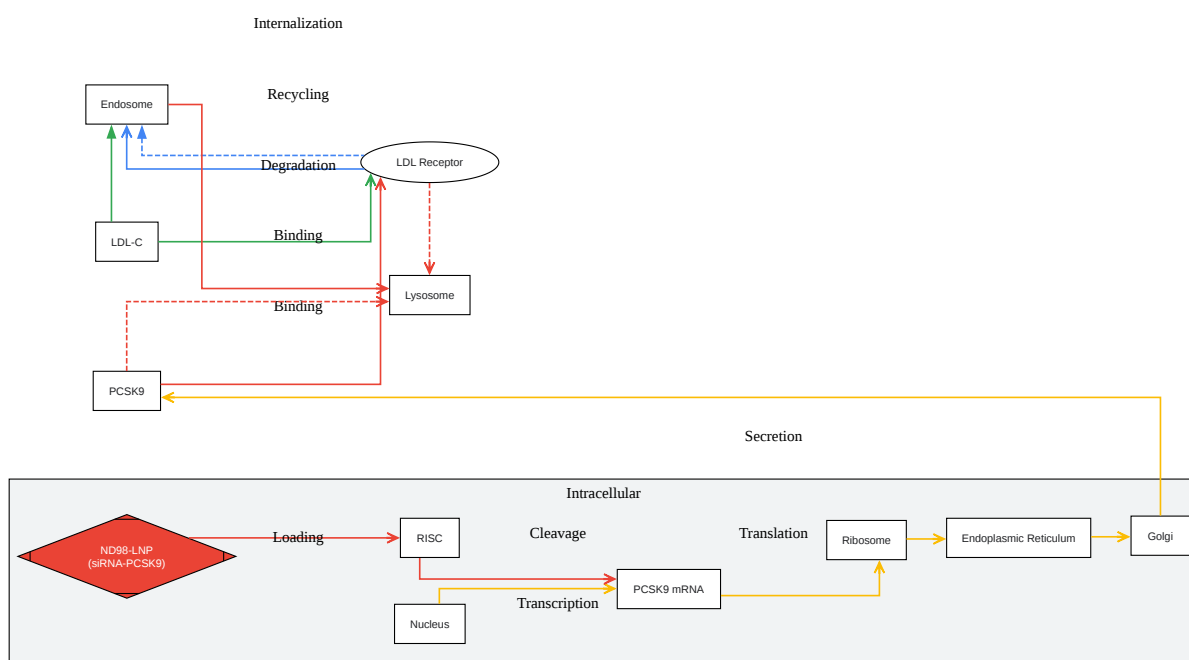 Internalization
Recycling
Endosome
LDL Receptor
Degradation
Binding
LDL-C
Lysosome
Binding
PCSK9
Secretion
Intracellular
ND98-LNP
(siRNA-PCSK9)
Loading
RISC
Cleavage
Translation
Ribosome
Endoplasmic Reticulum
Golgi
PCSK9 mRNA
Transcription
Nucleus